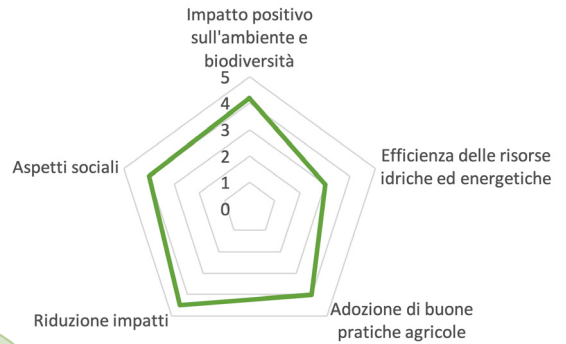 Impatto positivo
sull'ambiente e
biodiversità
5
4
3
2
1
0
Efficienza delle risorse
idriche ed energetiche
Aspetti sociali
Adozione di buone
pratiche agricole
Riduzione impatti